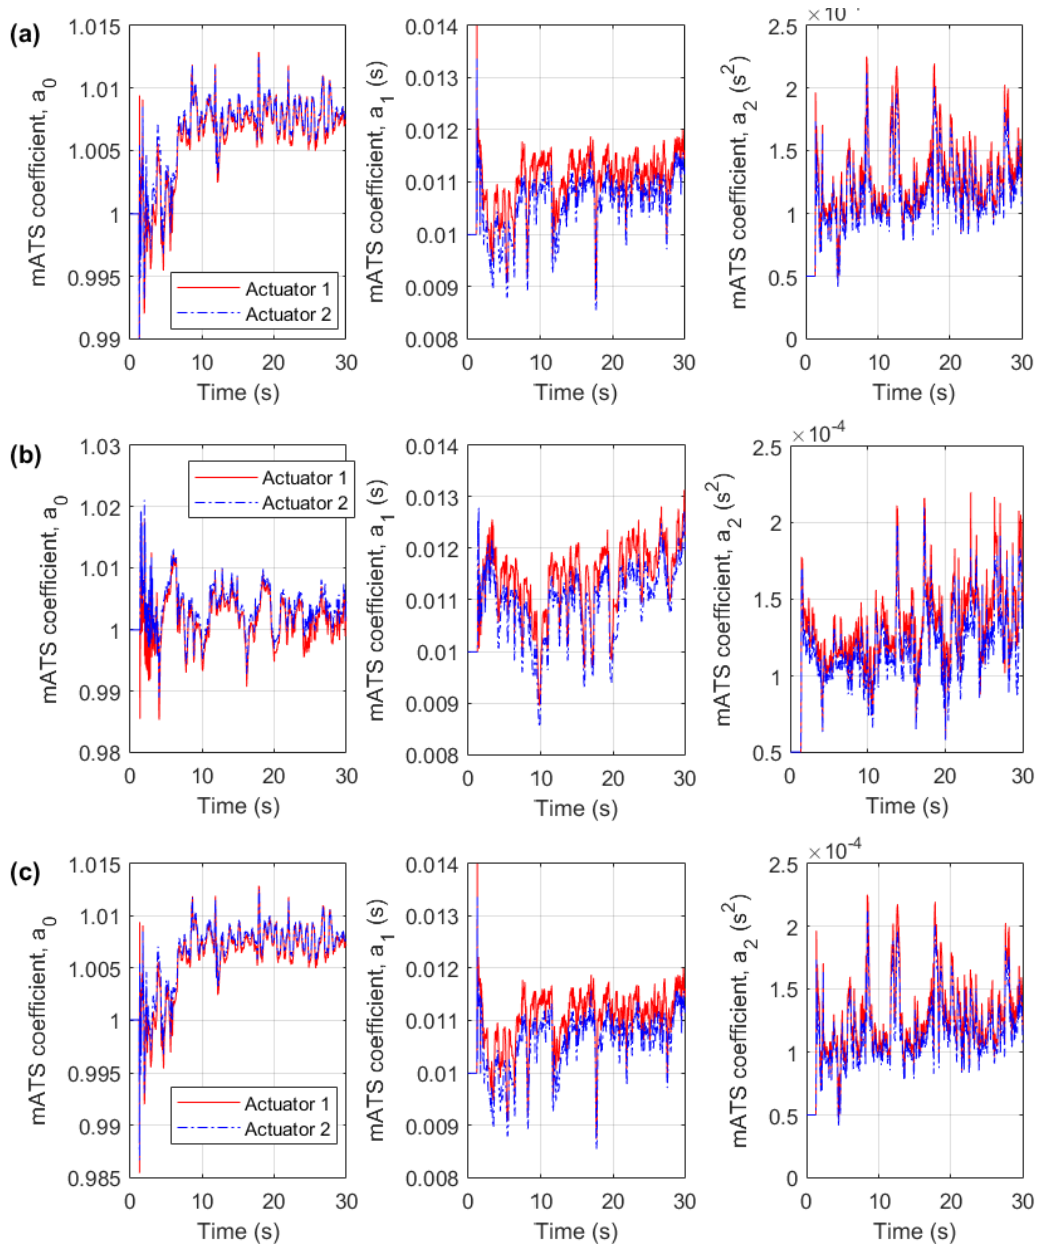 (a)
mATS coefficient, a0
1.015
1.01
1.005
1
0.995
0.99
Actuator 1
Actuator 2
0 10 20 30
Time (s)
mATS coefficient, a1 (s)
0.014
0.013
0.012
0.011
0.01
0.009
0.008
0 10 20 30
Time (s)
mATS coefficient, a2 (s2)
2.5
2
1.5
1
0.5
0
0 10 20 30
Time (s)
(b)
mATS coefficient, a0
1.03
1.02
1.01
1
0.99
0.98
Actuator 1
Actuator 2
0 10 20 30
Time (s)
mATS coefficient, a1 (s)
0.014
0.013
0.012
0.011
0.01
0.009
0.008
0 10 20 30
Time (s)
mATS coefficient, a2 (s2)
× 10-4
2.5
2
1.5
1
0.5
0 10 20 30
Time (s)
(c)
mATS coefficient, a0
1.015
1.01
1.005
1
0.995
0.99
0.985
Actuator 1
Actuator 2
0 10 20 30
Time (s)
mATS coefficient, a1 (s)
0.014
0.013
0.012
0.011
0.01
0.009
0.008
0 10 20 30
Time (s)
mATS coefficient, a2 (s2)
× 10-4
2.5
2
1.5
1
0.5
0
0 10 20 30
Time (s)